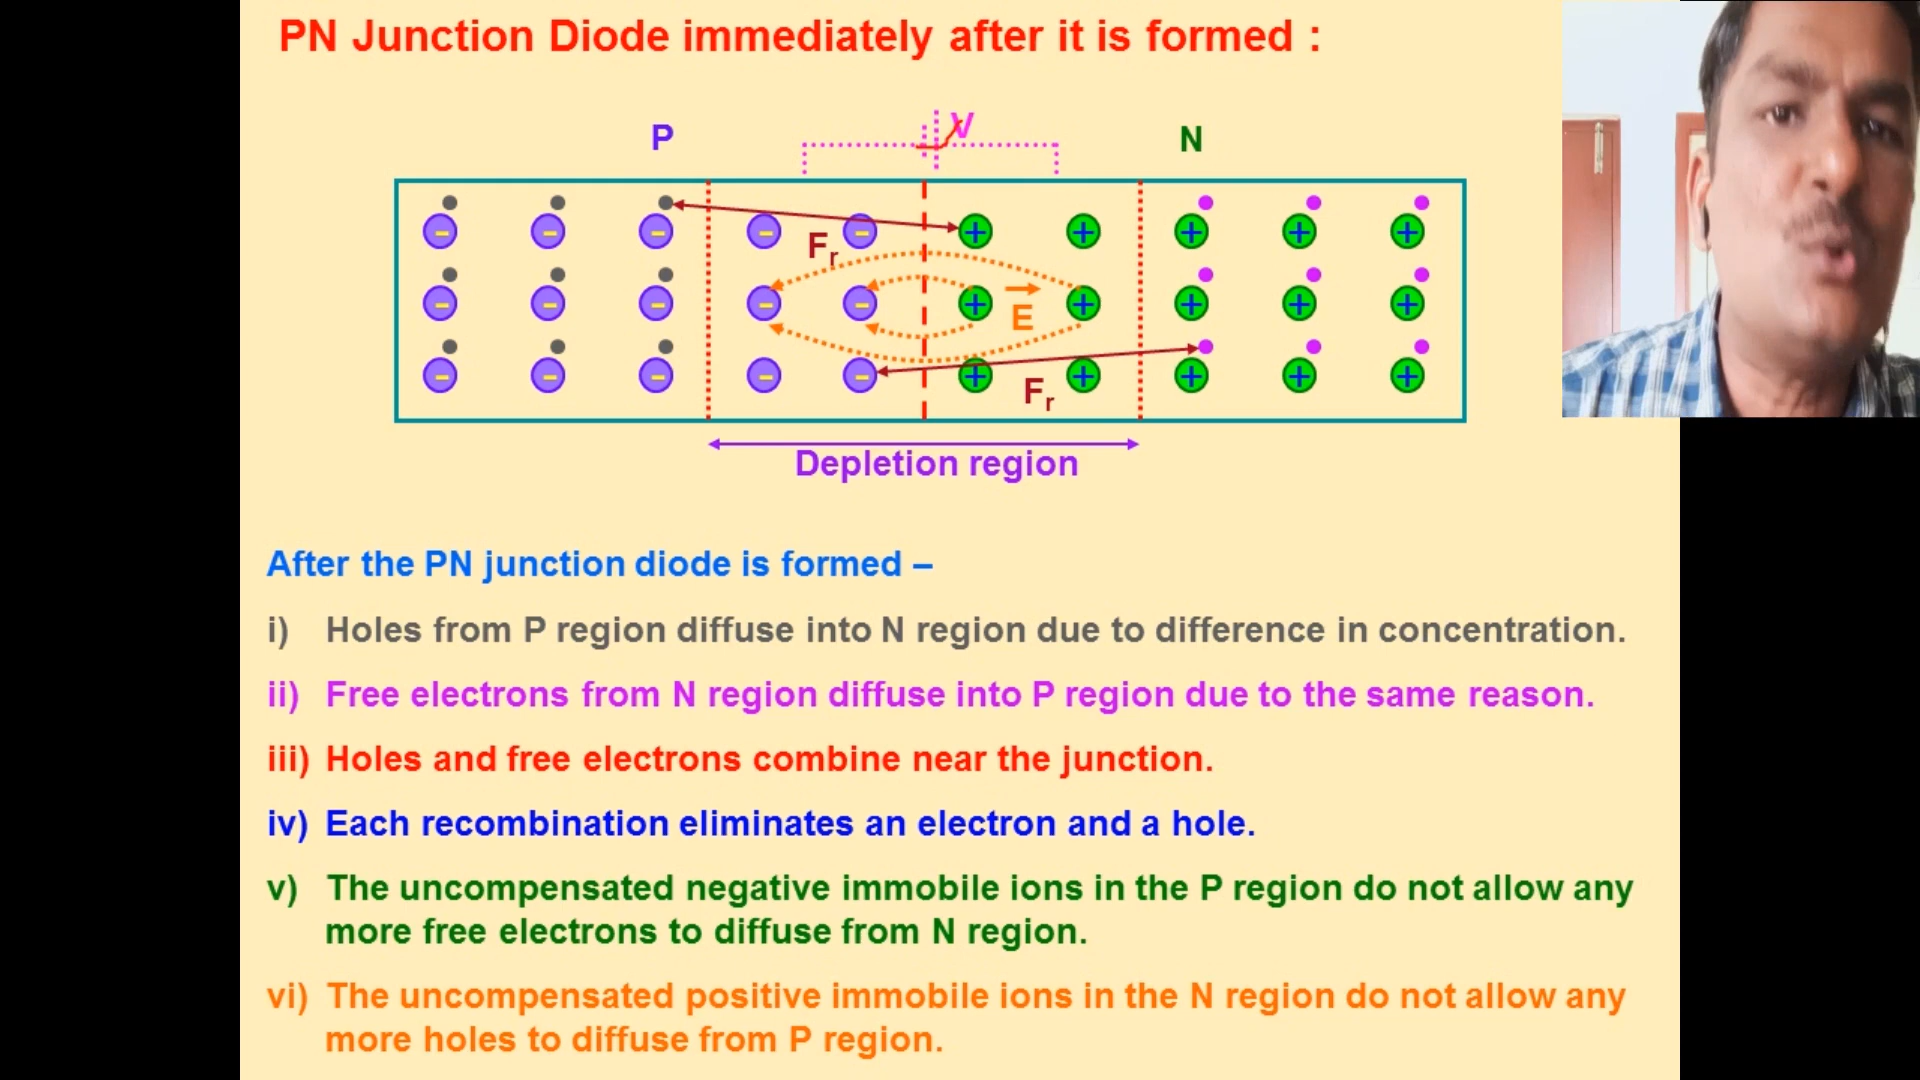 PN Junction Diode immediately after it is formed :
P
V
N
Fr
E
Fr
Depletion region
After the PN junction diode is formed –
i) Holes from P region diffuse into N region due to difference in concentration.
ii) Free electrons from N region diffuse into P region due to the same reason.
iii) Holes and free electrons combine near the junction.
iv) Each recombination eliminates an electron and a hole.
v) The uncompensated negative immobile ions in the P region do not allow any
more free electrons to diffuse from N region.
vi) The uncompensated positive immobile ions in the N region do not allow any
more holes to diffuse from P region.